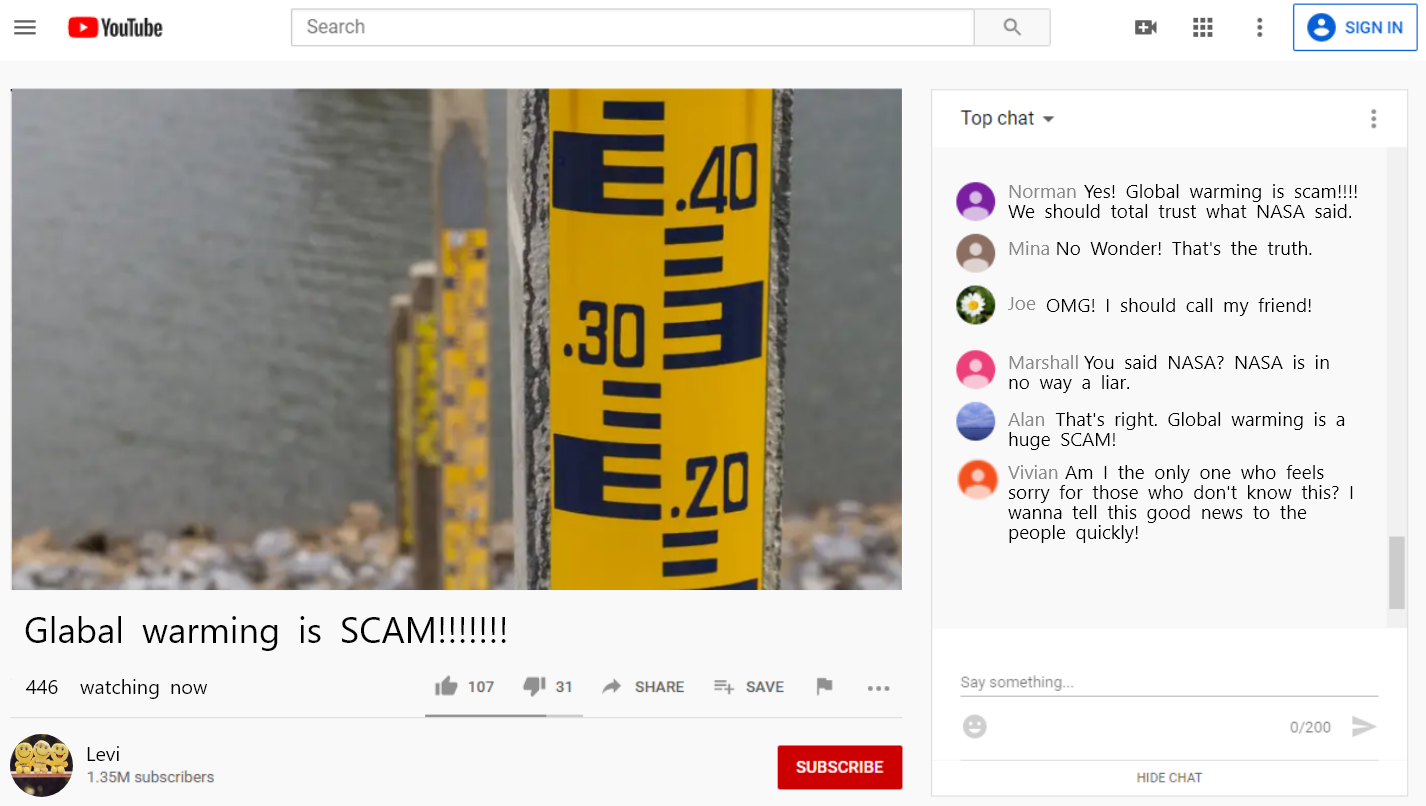 YouTube
Search
SIGN IN
.40
.30
.20
Glabal warming is SCAM!!!!!!!
446 watching now
107
31
SHARE
SAVE
Levi
1.35M subscribers
SUBSCRIBE
Top chat
Norman Yes! Global warming is scam!!!!
We should total trust what NASA said.
Mina No Wonder! That's the truth.
Joe OMG! I should call my friend!
Marshall You said NASA? NASA is in
no way a liar.
Alan That's right. Global warming is a
huge SCAM!
Vivian Am I the only one who feels
sorry for those who don't know this? I
wanna tell this good news to the
people quickly!
Say something...
0/200
HIDE CHAT